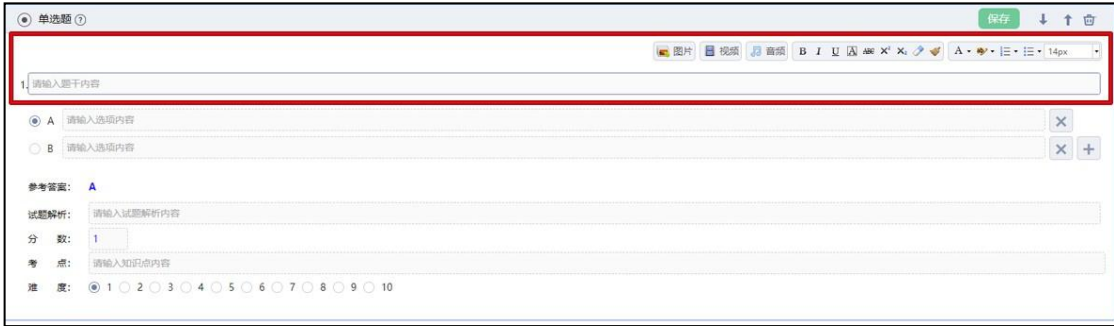 单选题 ? 保存
图片 视频 音频 B I U A ABC X² X₂ A 14px
1. 请输入题干内容
A 请输入选项内容
B 请输入选项内容
参考答案： A
试题解析： 请输入试题解析内容
分 数： 1
考 点： 请输入知识点内容
难 度： 1 2 3 4 5 6 7 8 9 10